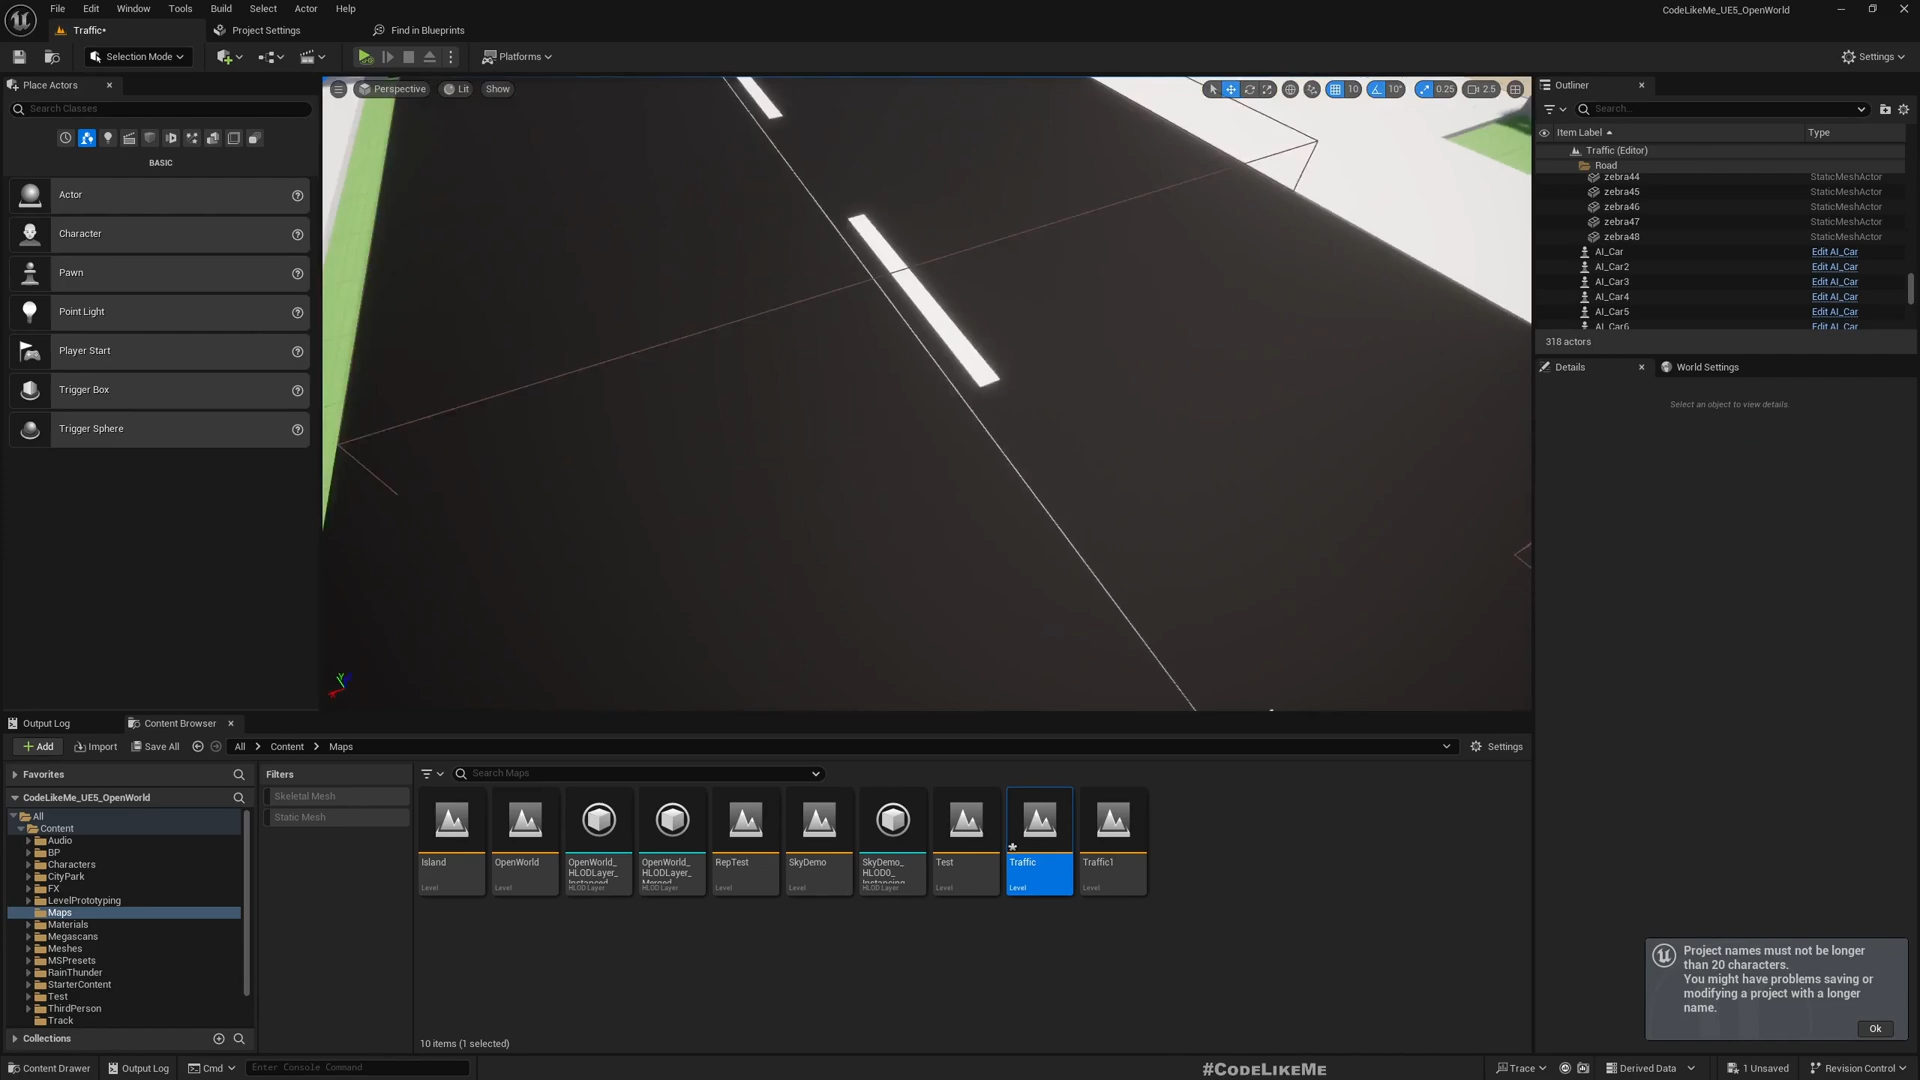 File Edit Window Tools Build Select Actor Help
CodeLikeMe_UE5_OpenWorld
Traffic•
Project Settings
Find in Blueprints
Selection Mode
Platforms
Settings
Place Actors
Search Classes
BASIC
Actor
Character
Pawn
Point Light
Player Start
Trigger Box
Trigger Sphere
Perspective
Lit
Show
10
10°
0.25
2.5
Outliner
Search...
Item Label
Type
Traffic (Editor)
Road
zebra44 StaticMeshActor
zebra45 StaticMeshActor
zebra46 StaticMeshActor
zebra47 StaticMeshActor
zebra48 StaticMeshActor
AI_Car Edit AI_Car
AI_Car2 Edit AI_Car
AI_Car3 Edit AI_Car
AI_Car4 Edit AI_Car
AI_Car5 Edit AI_Car
AI_Car6 Edit AI_Car
318 actors
Details
World Settings
Select an object to view details.
Output Log
Content Browser
Add
Import
Save All
All > Content > Maps
Settings
Favorites
CodeLikeMe_UE5_OpenWorld
All
Content
Audio
BP
Characters
CityPark
FX
LevelPrototyping
Maps
Materials
Megascans
Meshes
MSPresets
RainThunder
StarterContent
Test
ThirdPerson
Track
Collections
Filters
Skeletal Mesh
Static Mesh
Search Maps
Island
Level
OpenWorld
Level
OpenWorld_
HLODLayer_
Instanced
HLOD Layer
OpenWorld_
HLODLayer_
Merged
HLOD Layer
RepTest
Level
SkyDemo
Level
SkyDemo_
HLOD0_
Instancing
HLOD Layer
Test
Level
Traffic
Level
Traffic1
Level
10 items (1 selected)
Project names must not be longer
than 20 characters.
You might have problems saving or
modifying a project with a longer
name.
Ok
Content Drawer
Output Log
Cmd
Enter Console Command
#CodeLikeMe
Trace
Derived Data
1 Unsaved
Revision Control